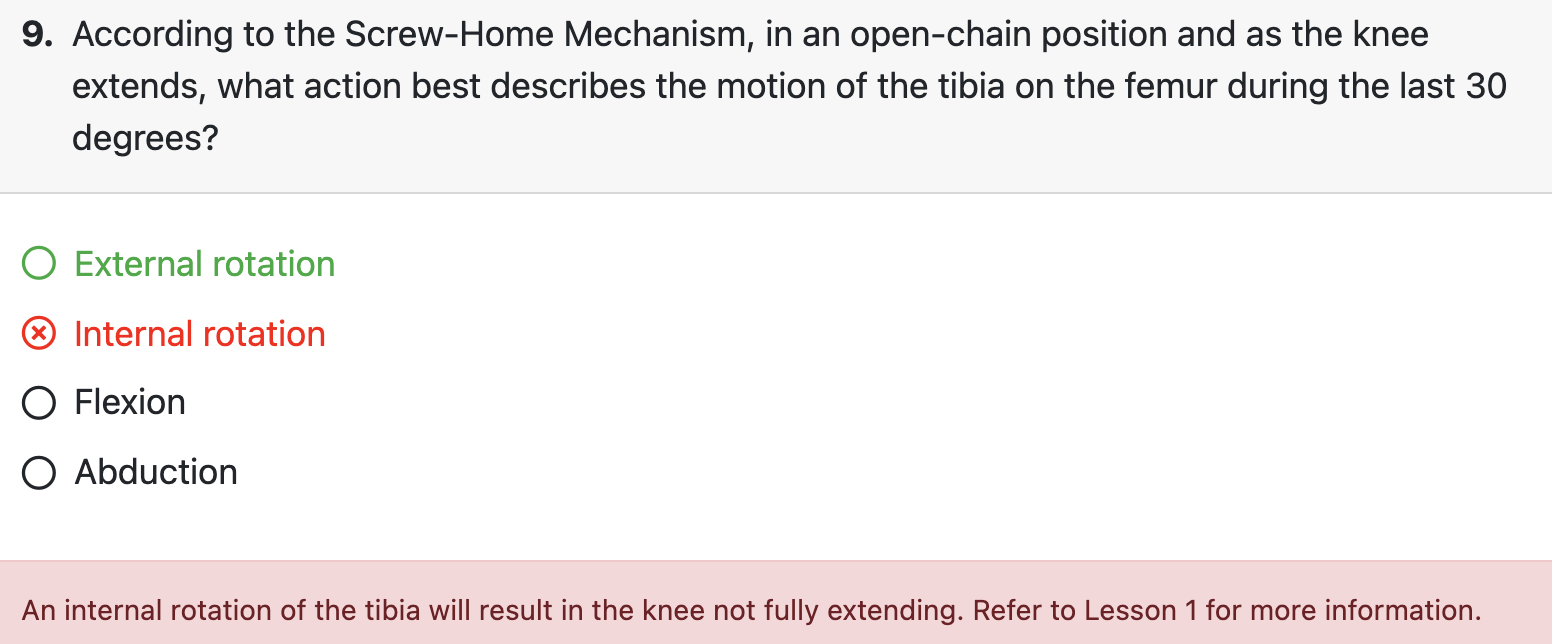 9. According to the Screw-Home Mechanism, in an open-chain position and as the knee
extends, what action best describes the motion of the tibia on the femur during the last 30
degrees?
External rotation
Internal rotation
Flexion
Abduction
An internal rotation of the tibia will result in the knee not fully extending. Refer to Lesson 1 for more information.